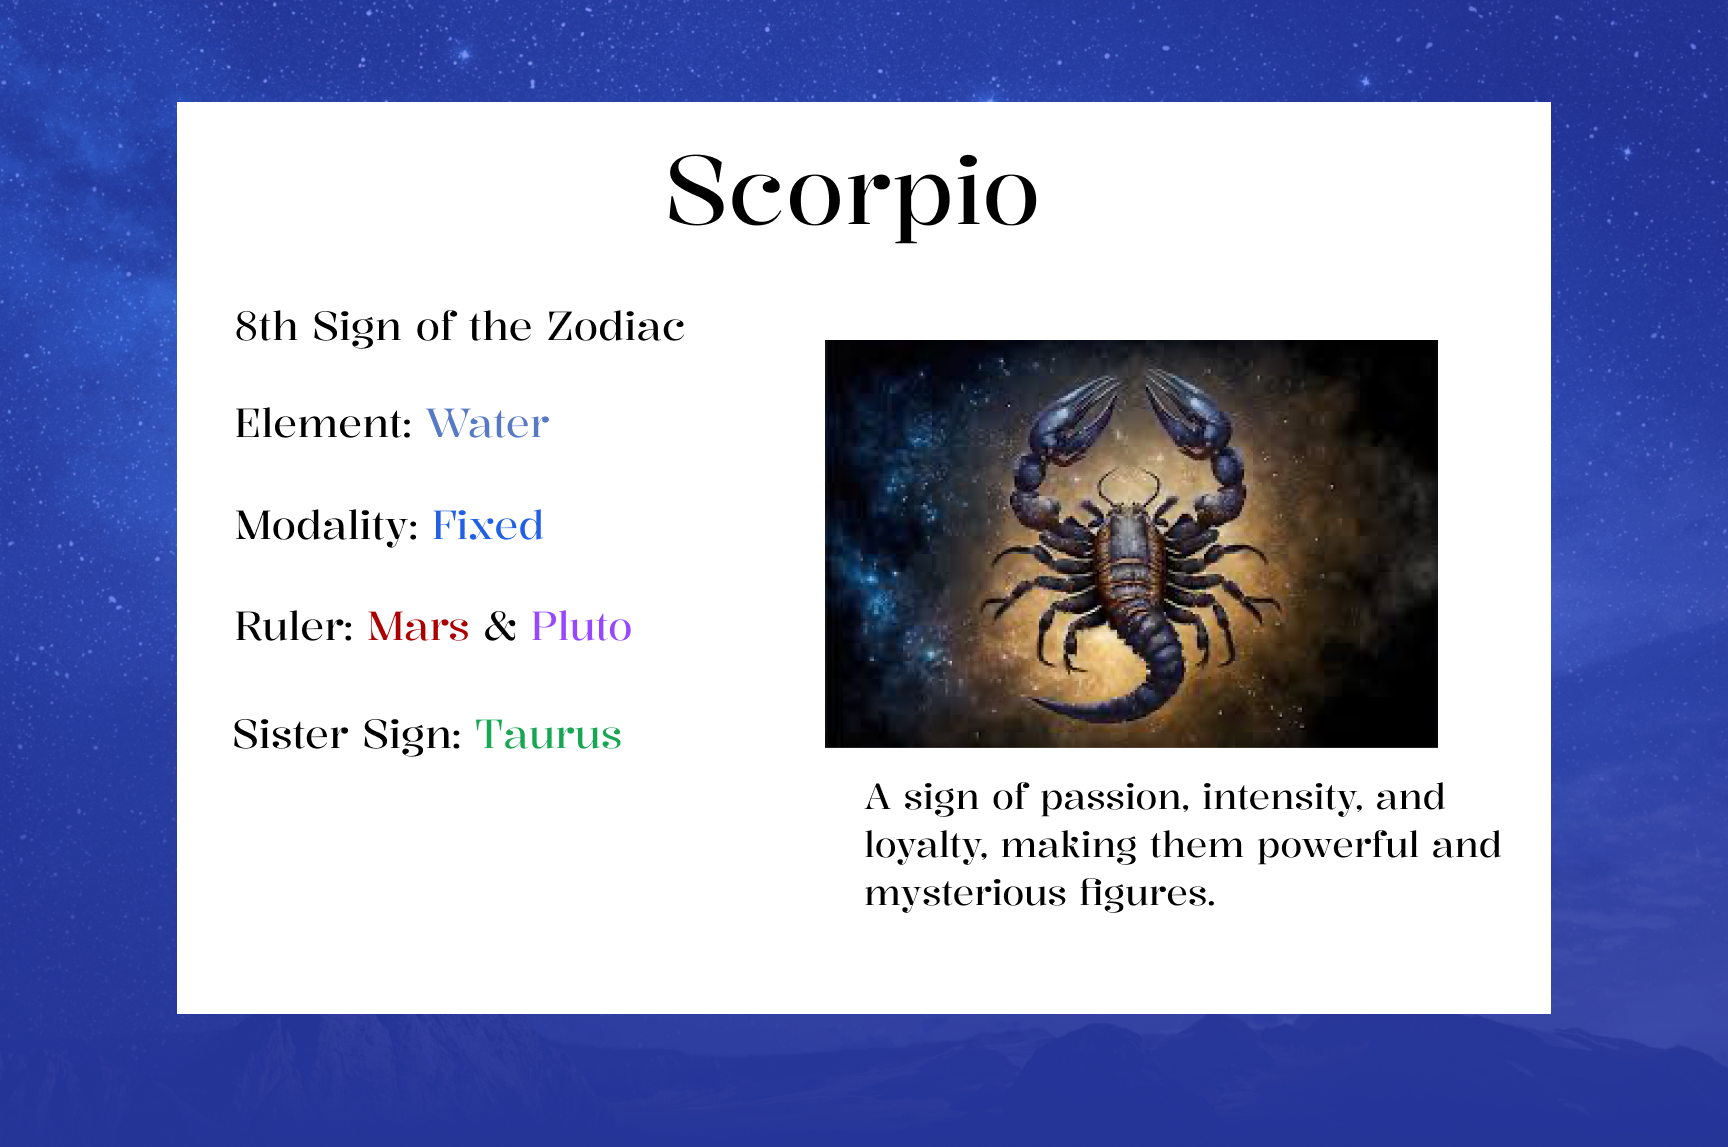 Scorpio
8th Sign of the Zodiac
Element: Water
Modality: Fixed
Ruler: Mars & Pluto
Sister Sign: Taurus
A sign of passion, intensity, and
loyalty, making them powerful and
mysterious figures.